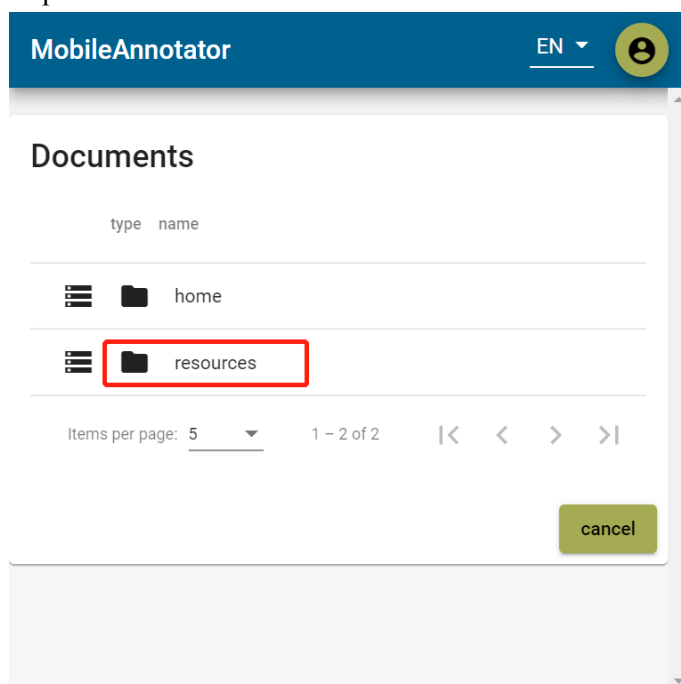 MobileAnnotator EN
Documents
type name
home
resources
Items per page: 5 1 – 2 of 2
cancel